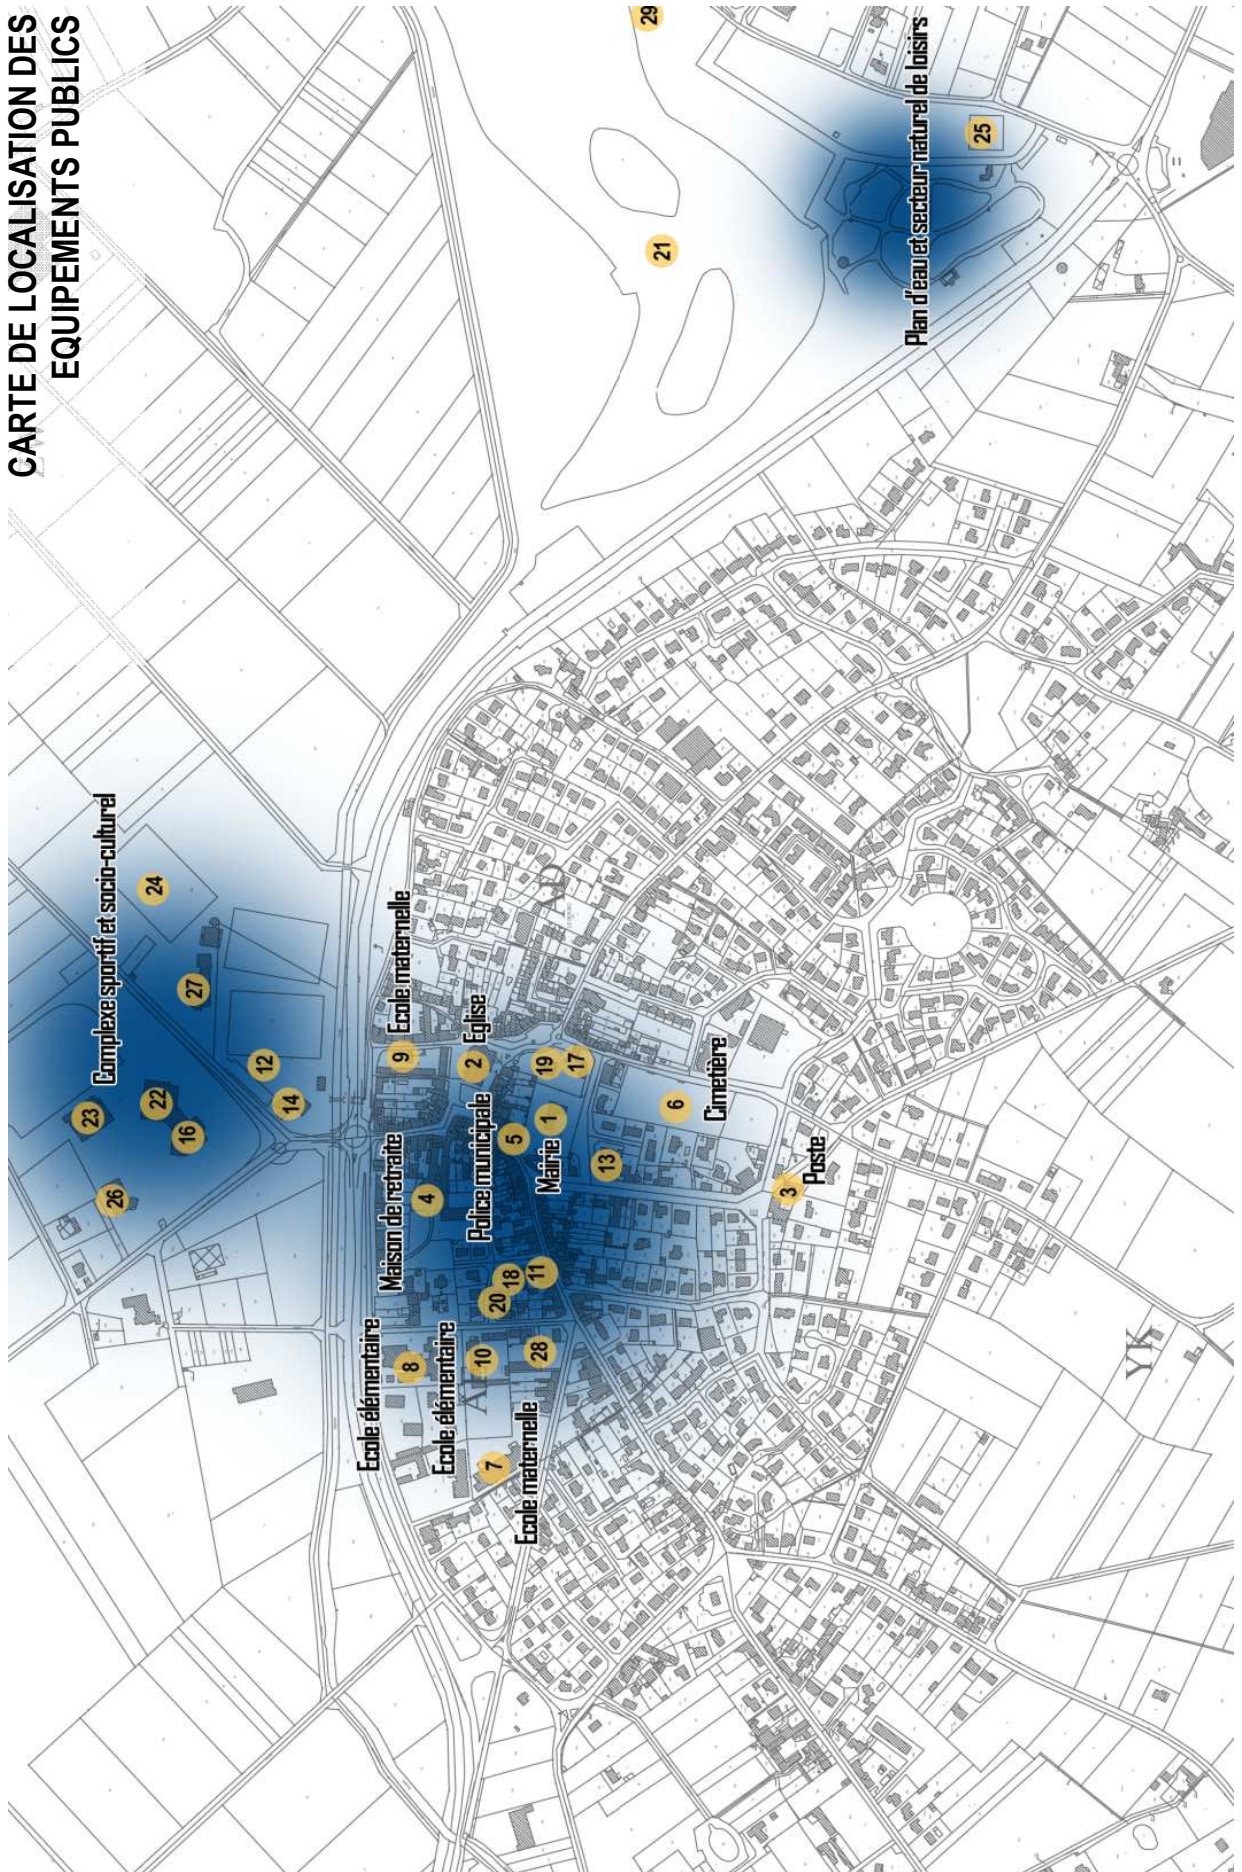 CARTE DE LOCALISATION DES
EQUIPEMENTS PUBLICS
Complexe sportif et socio-culturel
23
26
22
16
24
27
12
14
Ecole maternelle
9
Maison de retraite
4
Eglise
2
Police municipale
5
Mairie
1
19
17
13
6
Cimetière
3
Poste
Ecole élémentaire
8
Ecole élémentaire
10
20
18
11
28
7
Ecole maternelle
AD
YK
29
21
Plan d'eau et secteur naturel de loisirs
25